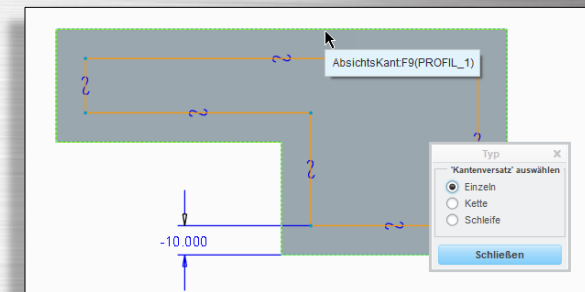 AbsichtsKant:F9(PROFIL_1)
Typ
X
'Kantenversatz' auswählen
Einzeln
Kette
Schleife
Schließen
-10.000